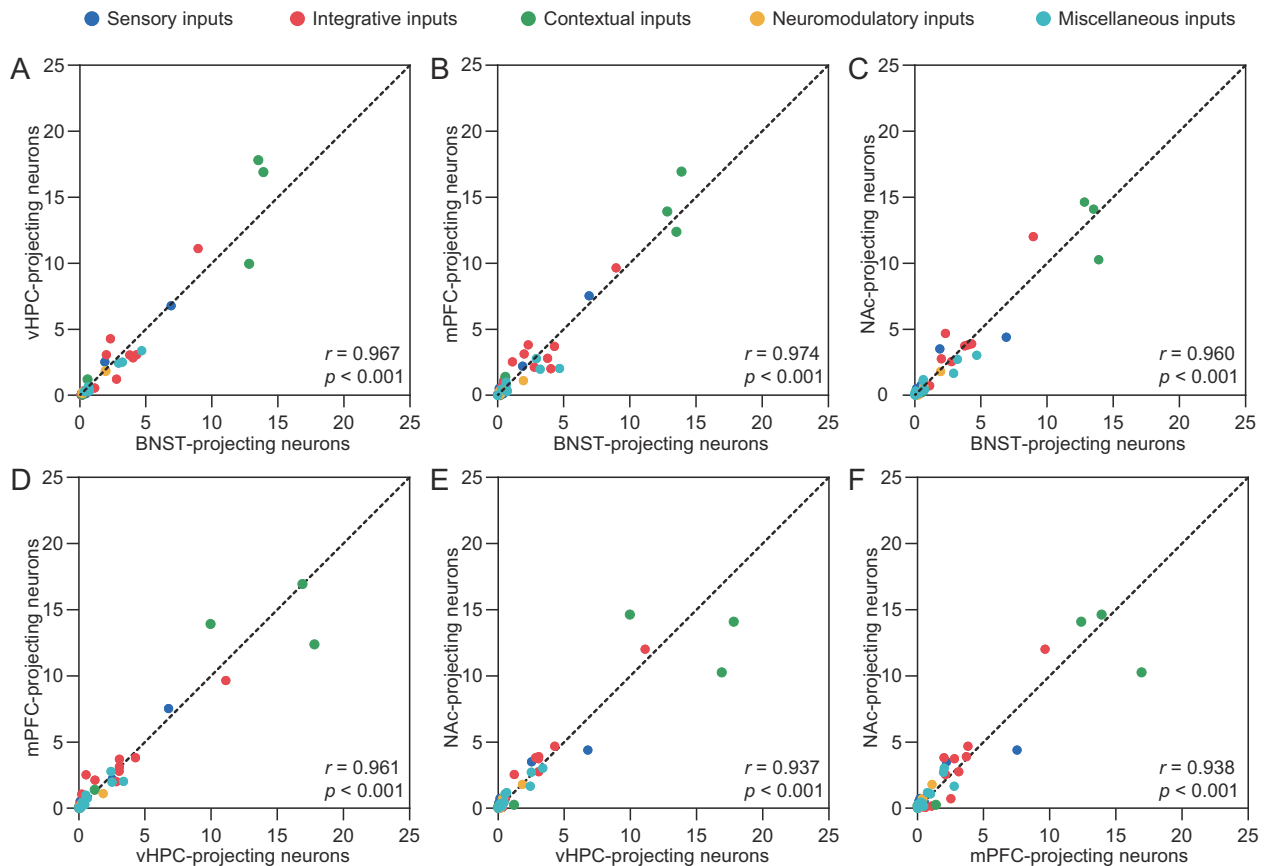 Sensory inputs Integrative inputs Contextual inputs Neuromodulatory inputs Miscellaneous inputs
A
vHPC-projecting neurons
25
20
15
10
5
0
0 5 10 15 20 25
BNST-projecting neurons
r = 0.967
p < 0.001
B
mPFC-projecting neurons
25
20
15
10
5
0
0 5 10 15 20 25
BNST-projecting neurons
r = 0.974
p < 0.001
C
NAc-projecting neurons
25
20
15
10
5
0
0 5 10 15 20 25
BNST-projecting neurons
r = 0.960
p < 0.001
D
mPFC-projecting neurons
25
20
15
10
5
0
0 5 10 15 20 25
vHPC-projecting neurons
r = 0.961
p < 0.001
E
NAc-projecting neurons
25
20
15
10
5
0
0 5 10 15 20 25
vHPC-projecting neurons
r = 0.937
p < 0.001
F
NAc-projecting neurons
25
20
15
10
5
0
0 5 10 15 20 25
mPFC-projecting neurons
r = 0.938
p < 0.001